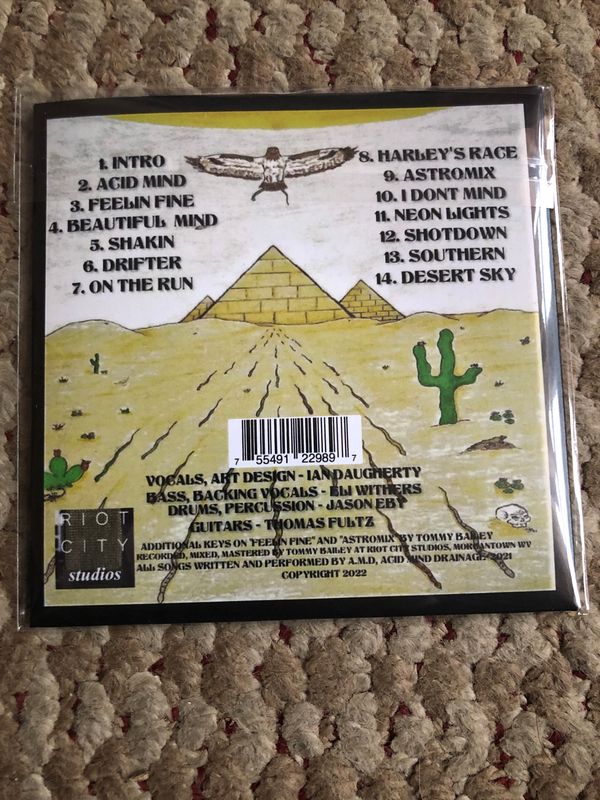 1. INTRO
2. ACID MIND
3. FEELIN FINE
4. BEAUTIFUL MIND
5. SHAKIN
6. DRIFTER
7. ON THE RUN
8. HARLEY'S RACE
9. ASTROMIX
10. I DONT MIND
11. NEON LIGHTS
12. SHOTDOWN
13. SOUTHERN
14. DESERT SKY
7 55491 22989 7
VOCALS, ART DESIGN - IAN DAUGHERTY
BASS, BACKING VOCALS - ELI WITHERS
DRUMS, PERCUSSION - JASON EBY
GUITARS - THOMAS FULTZ
RIOT
CITY
studios
ADDITIONAL KEYS ON "FEELIN FINE" AND "ASTROMIX" BY TOMMY BAILEY
RECORDED, MIXED, MASTERED BY TOMMY BAILEY AT RIOT CITY STUDIOS, MORGANTOWN WV
ALL SONGS WRITTEN AND PERFORMED BY A.M.D, ACID MIND DRAINAGE 2021
COPYRIGHT 2022